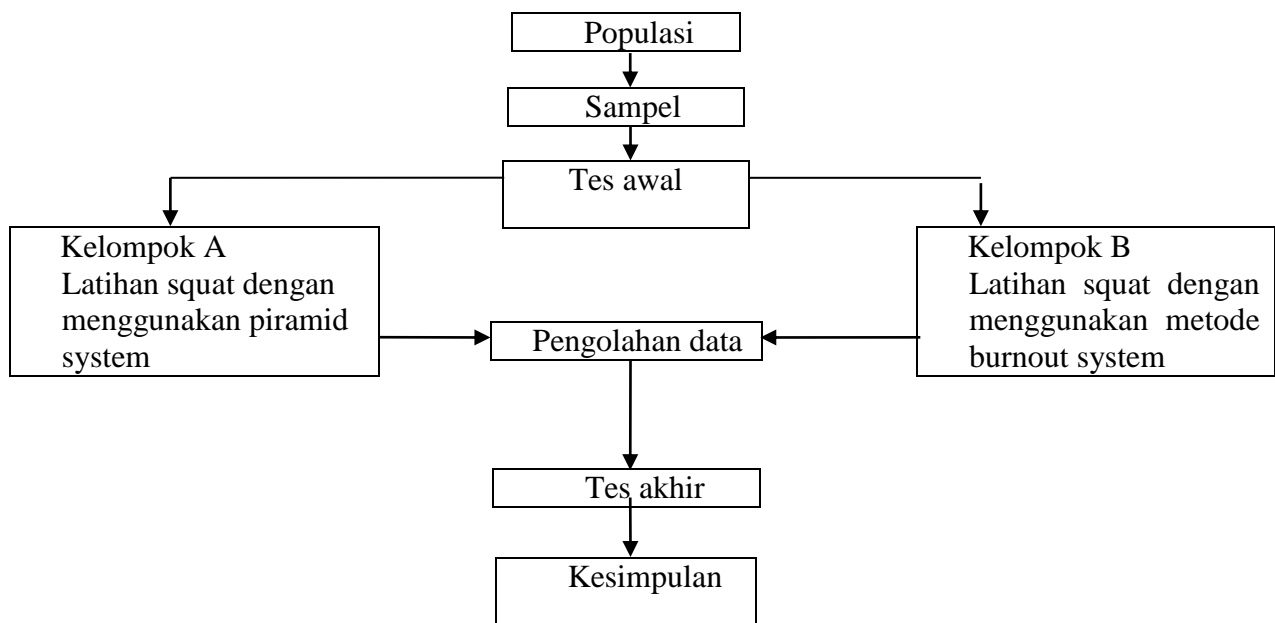 Populasi
Sampel
Tes awal
Kelompok A
Latihan squat dengan
menggunakan piramid
system
Kelompok B
Latihan squat dengan
menggunakan metode
burnout system
Pengolahan data
Tes akhir
Kesimpulan